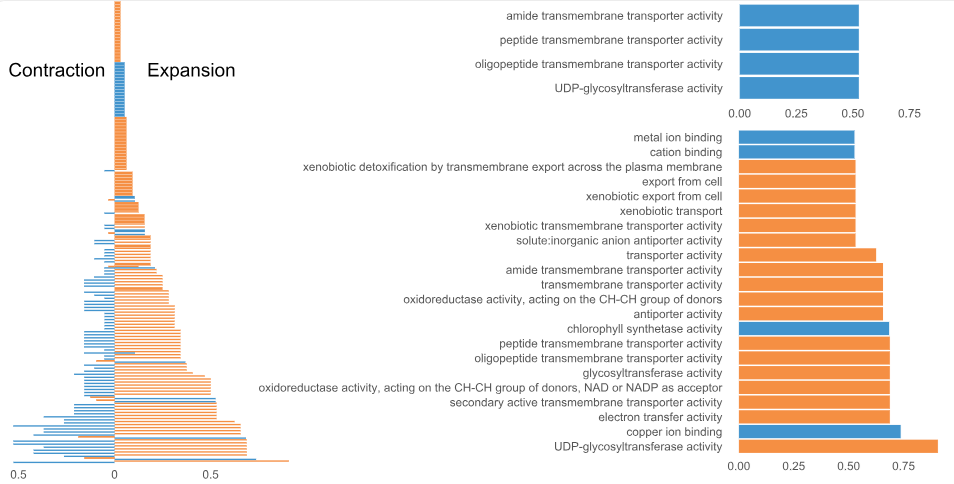 Contraction
Expansion
0.5
0
0.5
amide transmembrane transporter activity
peptide transmembrane transporter activity
oligopeptide transmembrane transporter activity
UDP-glycosyltransferase activity
0.00
0.25
0.50
0.75
metal ion binding
cation binding
xenobiotic detoxification by transmembrane export across the plasma membrane
export from cell
xenobiotic export from cell
xenobiotic transport
xenobiotic transmembrane transporter activity
solute:inorganic anion antiporter activity
transporter activity
amide transmembrane transporter activity
transmembrane transporter activity
oxidoreductase activity, acting on the CH-CH group of donors
antiporter activity
chlorophyll synthetase activity
peptide transmembrane transporter activity
oligopeptide transmembrane transporter activity
glycosyltransferase activity
oxidoreductase activity, acting on the CH-CH group of donors, NAD or NADP as acceptor
secondary active transmembrane transporter activity
electron transfer activity
copper ion binding
UDP-glycosyltransferase activity
0.00
0.25
0.50
0.75